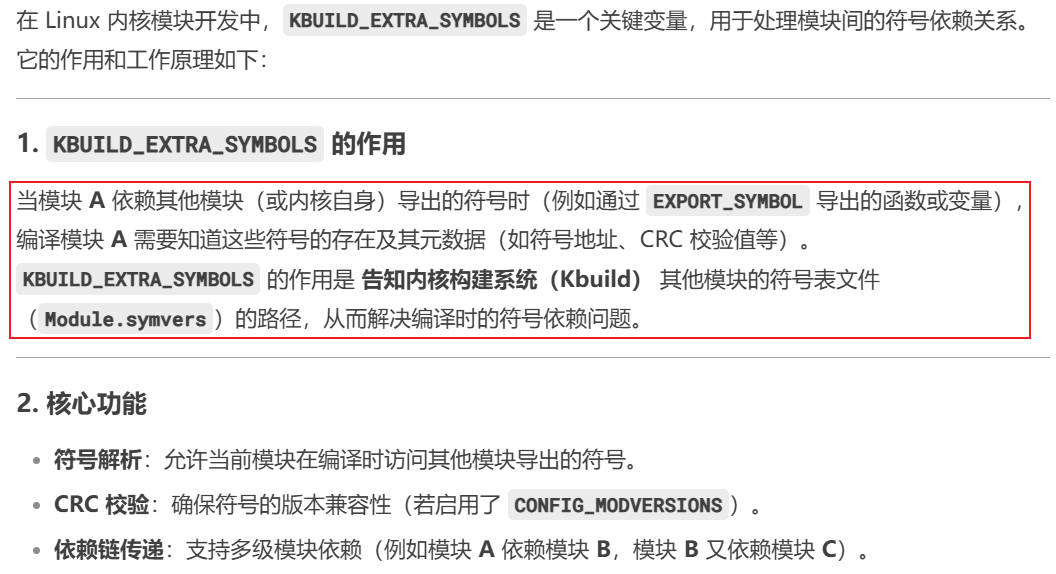 在 Linux 内核模块开发中， KBUILD_EXTRA_SYMBOLS 是一个关键变量，用于处理模块间的符号依赖关系。
它的作用和工作原理如下：
1. KBUILD_EXTRA_SYMBOLS 的作用
当模块 A 依赖其他模块（或内核自身）导出的符号时（例如通过 EXPORT_SYMBOL 导出的函数或变量），
编译模块 A 需要知道这些符号的存在及其元数据（如符号地址、CRC 校验值等）。
KBUILD_EXTRA_SYMBOLS 的作用是 告知内核构建系统（Kbuild） 其他模块的符号表文件
（ Module.symvers ）的路径，从而解决编译时的符号依赖问题。
2. 核心功能
• 符号解析：允许当前模块在编译时访问其他模块导出的符号。
• CRC 校验：确保符号的版本兼容性（若启用了 CONFIG_MODVERSIONS ）。
• 依赖链传递：支持多级模块依赖（例如模块 A 依赖模块 B，模块 B 又依赖模块 C）。